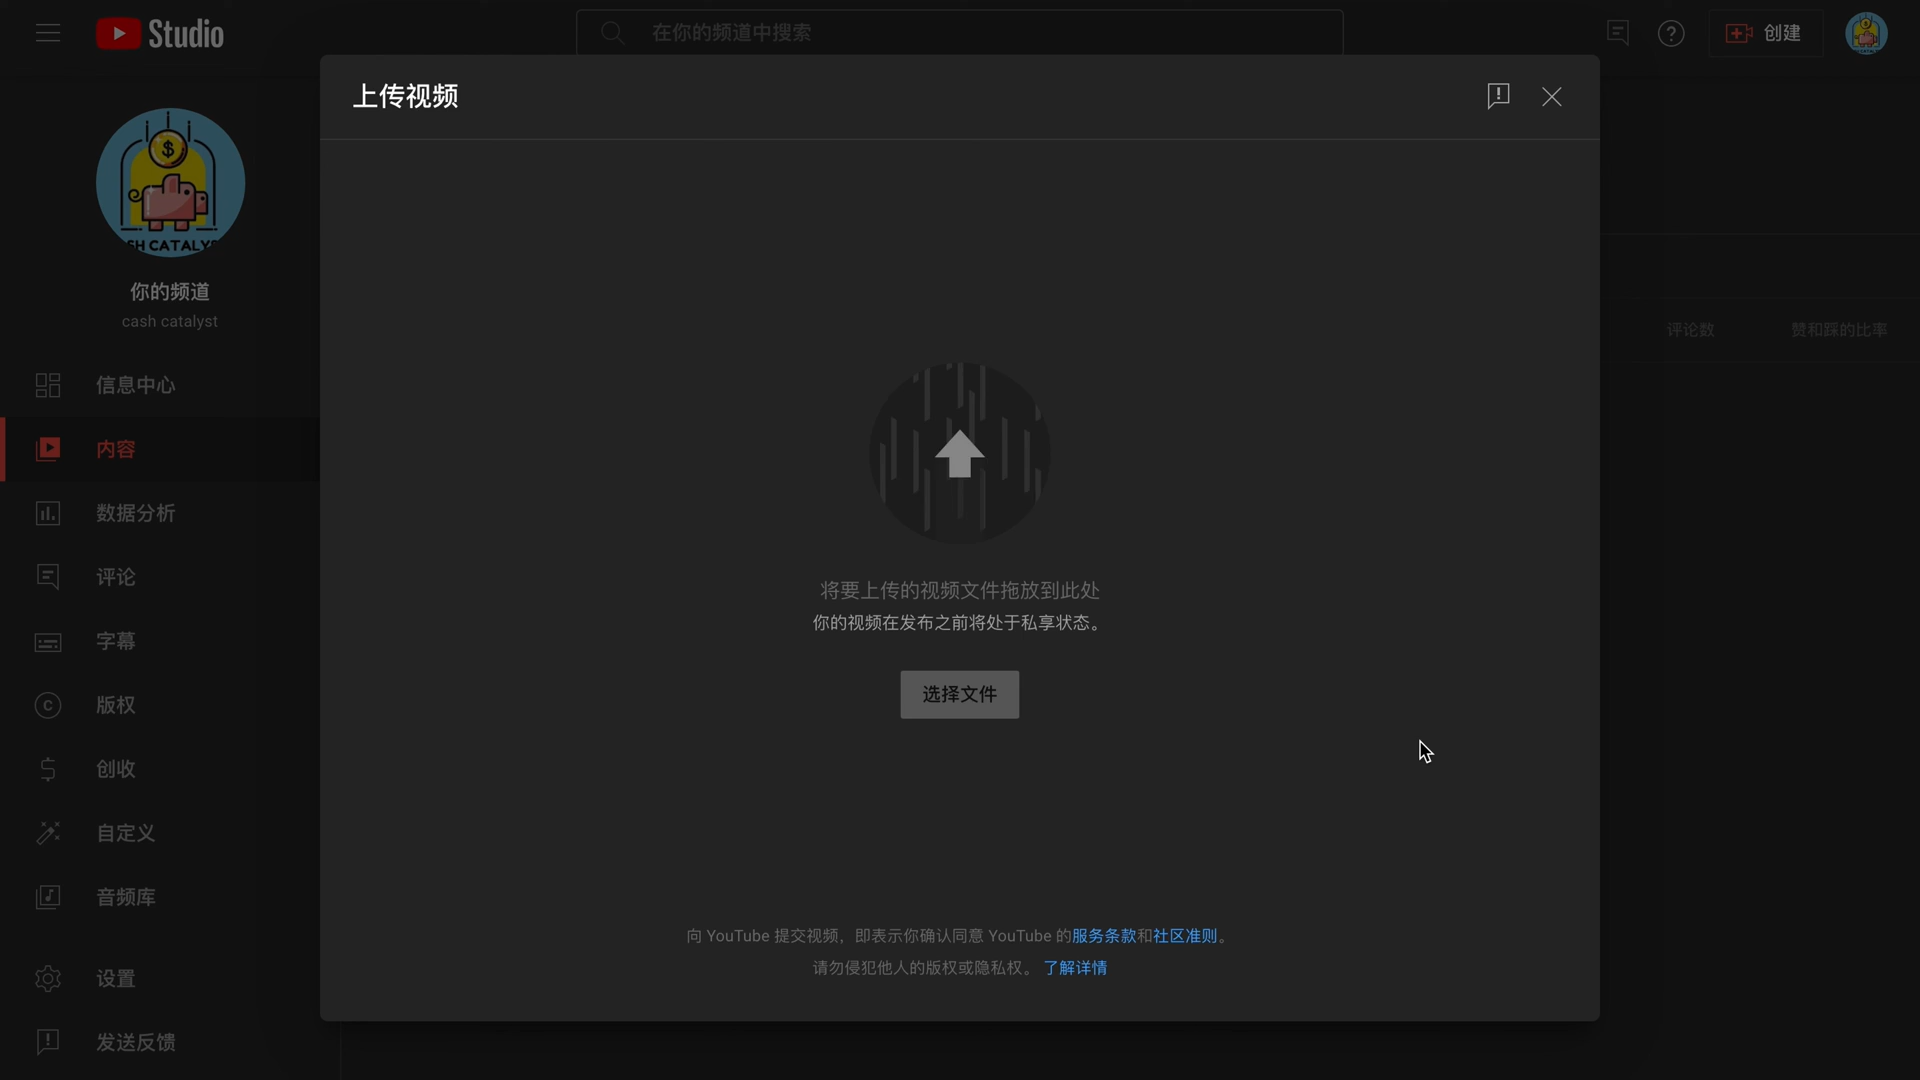 Studio
在你的频道中搜索
创建
上传视频
SH CATALYS
你的频道
cash catalyst
评论数
赞和踩的比率
信息中心
内容
数据分析
评论
字幕
版权
创收
自定义
音频库
设置
发送反馈
将要上传的视频文件拖放到此处
你的视频在发布之前将处于私享状态。
选择文件
向 YouTube 提交视频，即表示你确认同意 YouTube 的服务条款和社区准则。
请勿侵犯他人的版权或隐私权。 了解详情